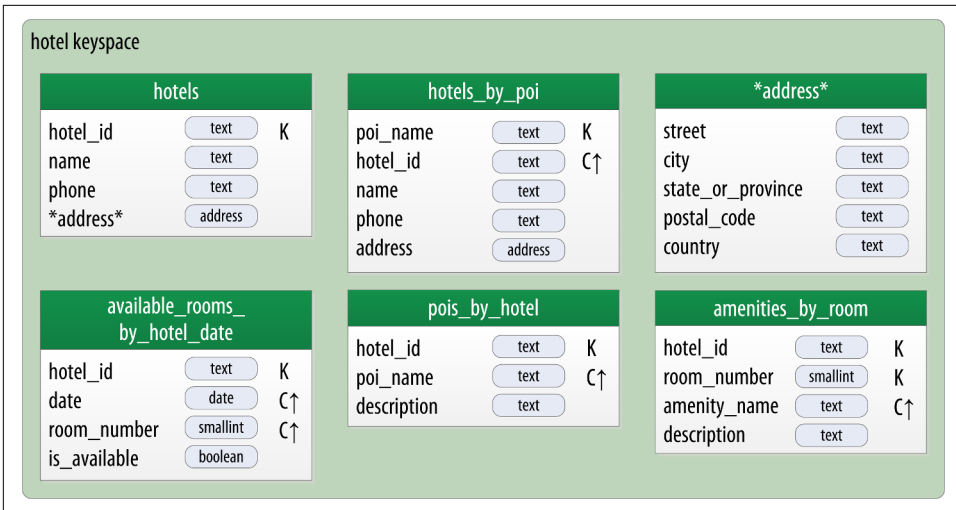 hotel keyspace
hotels
hotel_id text K
name text
phone text
*address* address
hotels_by_poi
poi_name text K
hotel_id text C↑
name text
phone text
address address
*address*
street text
city text
state_or_province text
postal_code text
country text
available_rooms_
by_hotel_date
hotel_id text K
date date C↑
room_number smallint C↑
is_available boolean
pois_by_hotel
hotel_id text K
poi_name text C↑
description text
amenities_by_room
hotel_id text K
room_number smallint K
amenity_name text C↑
description text